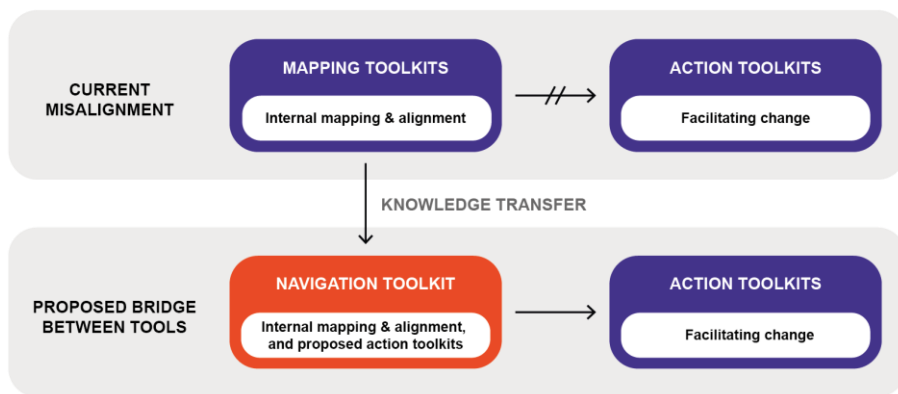 CURRENT
MISALIGNMENT
MAPPING TOOLKITS
Internal mapping & alignment
ACTION TOOLKITS
Facilitating change
KNOWLEDGE TRANSFER
PROPOSED BRIDGE
BETWEEN TOOLS
NAVIGATION TOOLKIT
Internal mapping & alignment,
and proposed action toolkits
ACTION TOOLKITS
Facilitating change